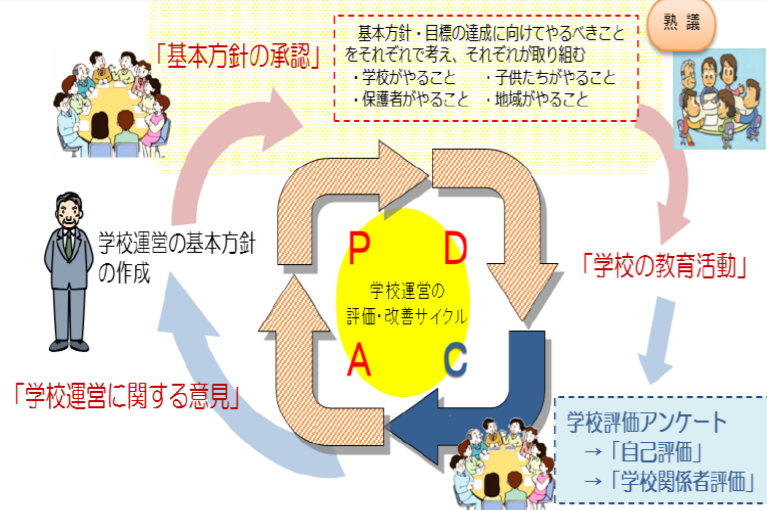 熟 議
「基本方針の承認」
基本方針・目標の達成に向けてやるべきこと
をそれぞれで考え、それぞれが取り組む
・学校がやること ・子供たちがやること
・保護者がやること ・地域がやること
学校運営の基本方針
の作成
P D
学校運営の
評価・改善サイクル
A C
「学校の教育活動」
「学校運営に関する意見」
学校評価アンケート
→「自己評価」
→「学校関係者評価」